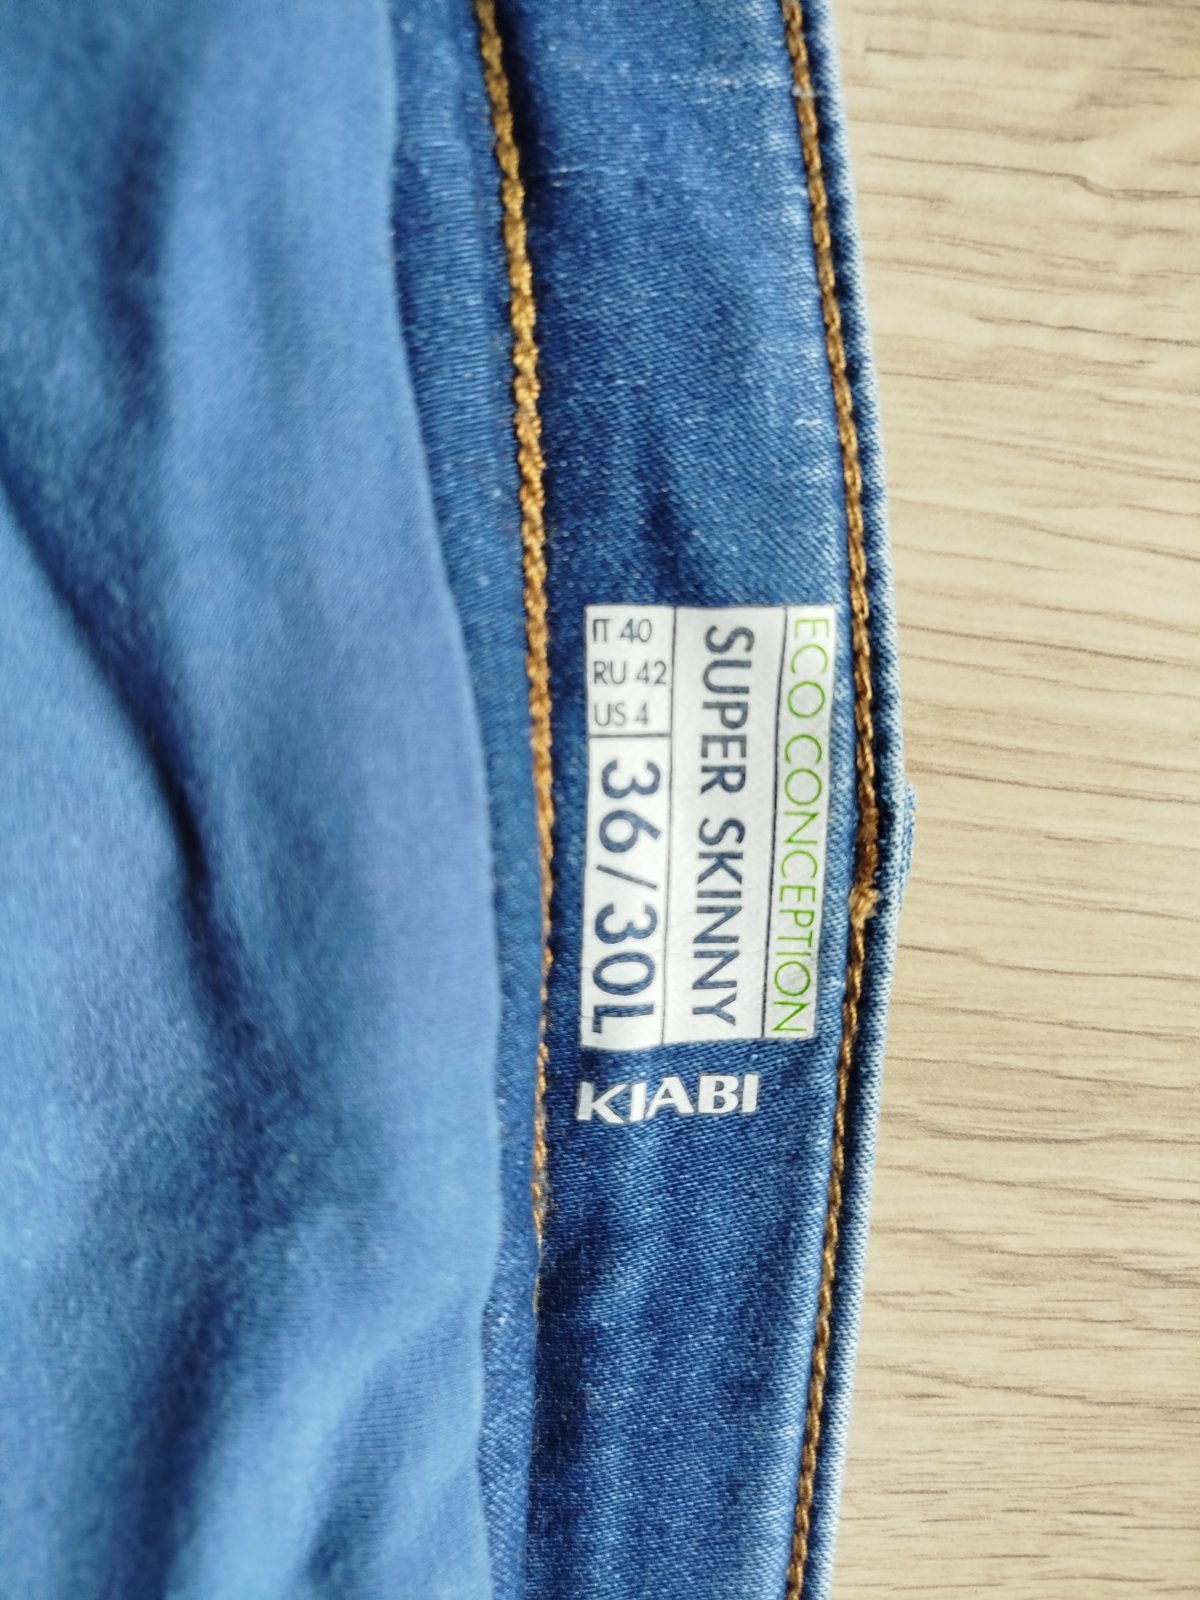 ECO CONCEPTION
SUPER SKINNY
IT 40
RU 42
US 4
36/30L
KIABI